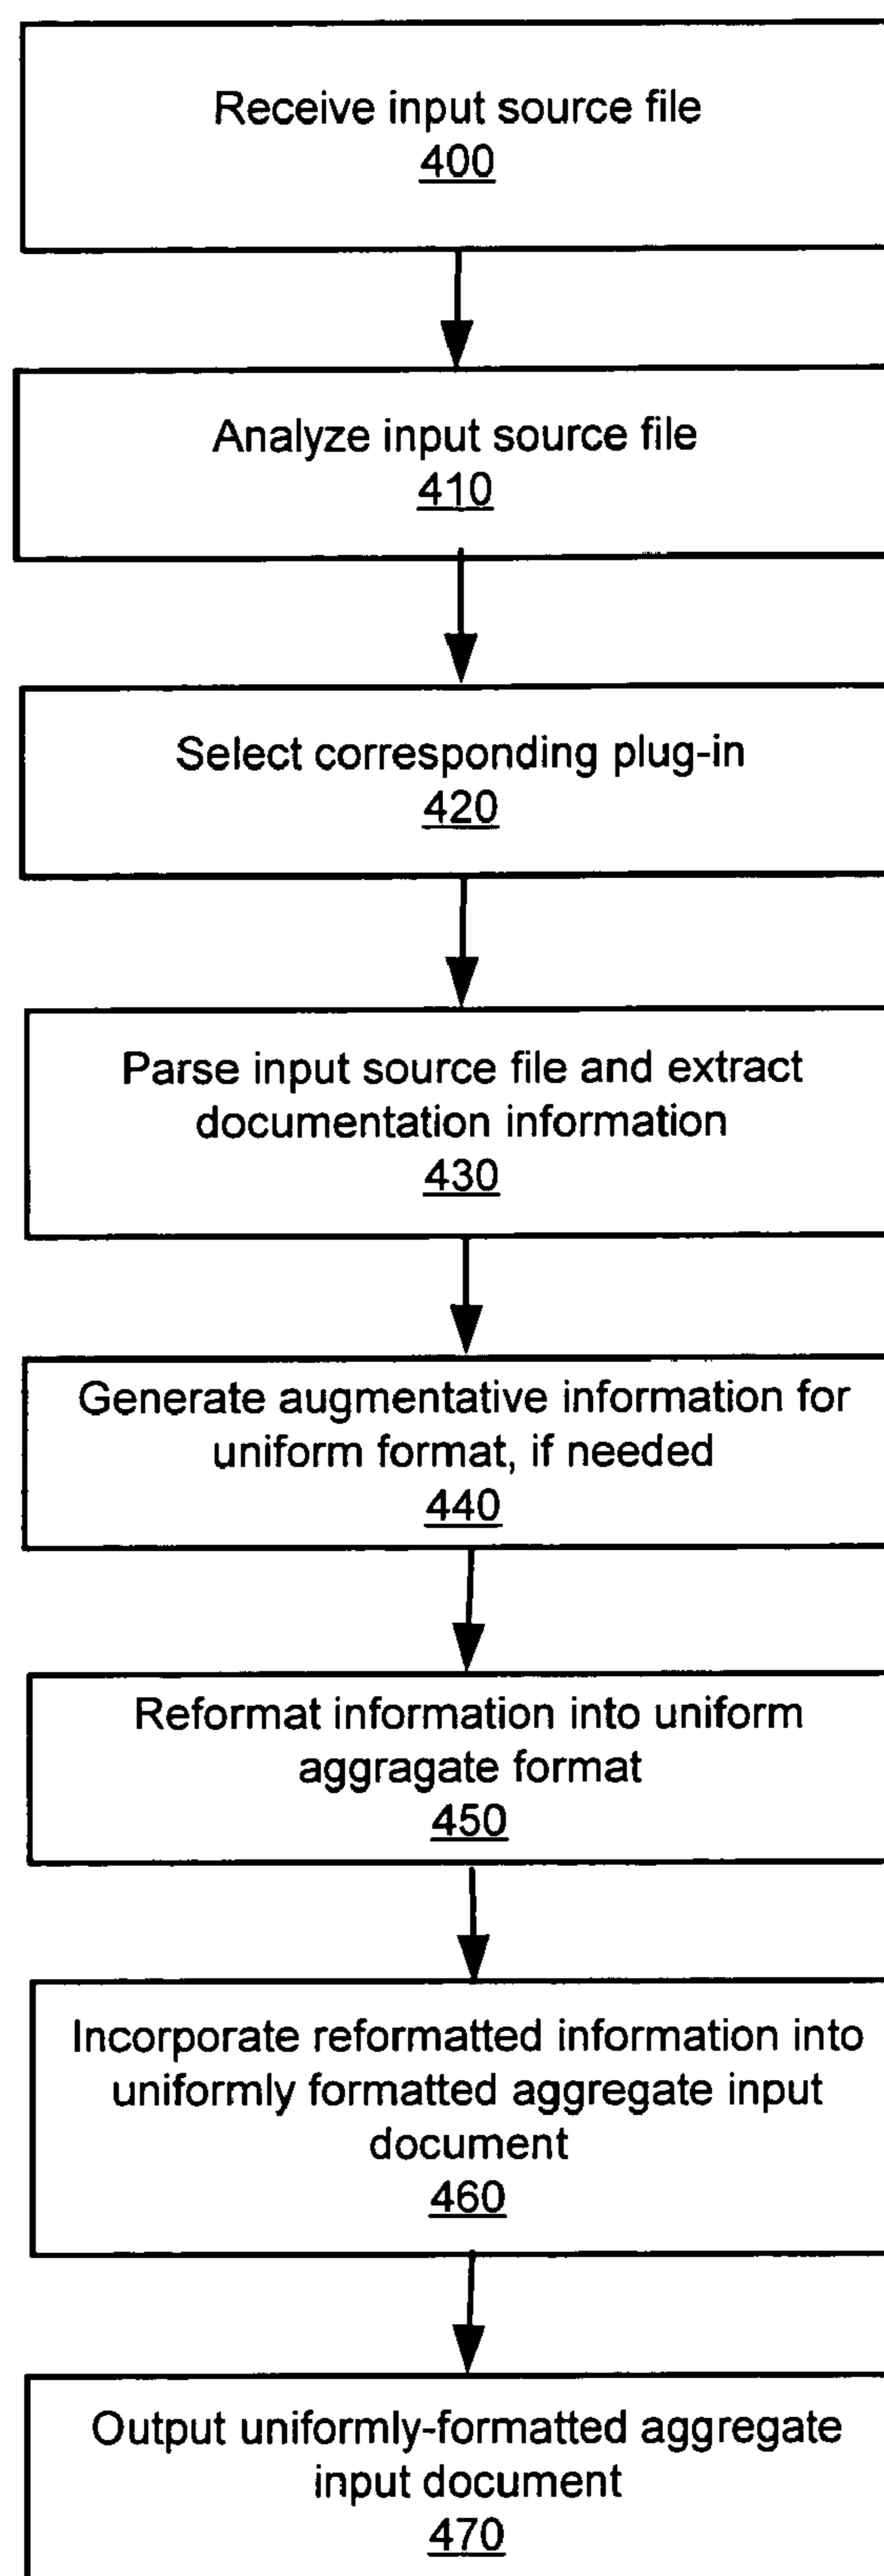 Receive input source file
400
Analyze input source file
410
Select corresponding plug-in
420
Parse input source file and extract
documentation information
430
Generate augmentative information for
uniform format, if needed
440
Reformat information into uniform
aggragate format
450
Incorporate reformatted information into
uniformly formatted aggregate input
document
460
Output uniformly-formatted aggregate
input document
470